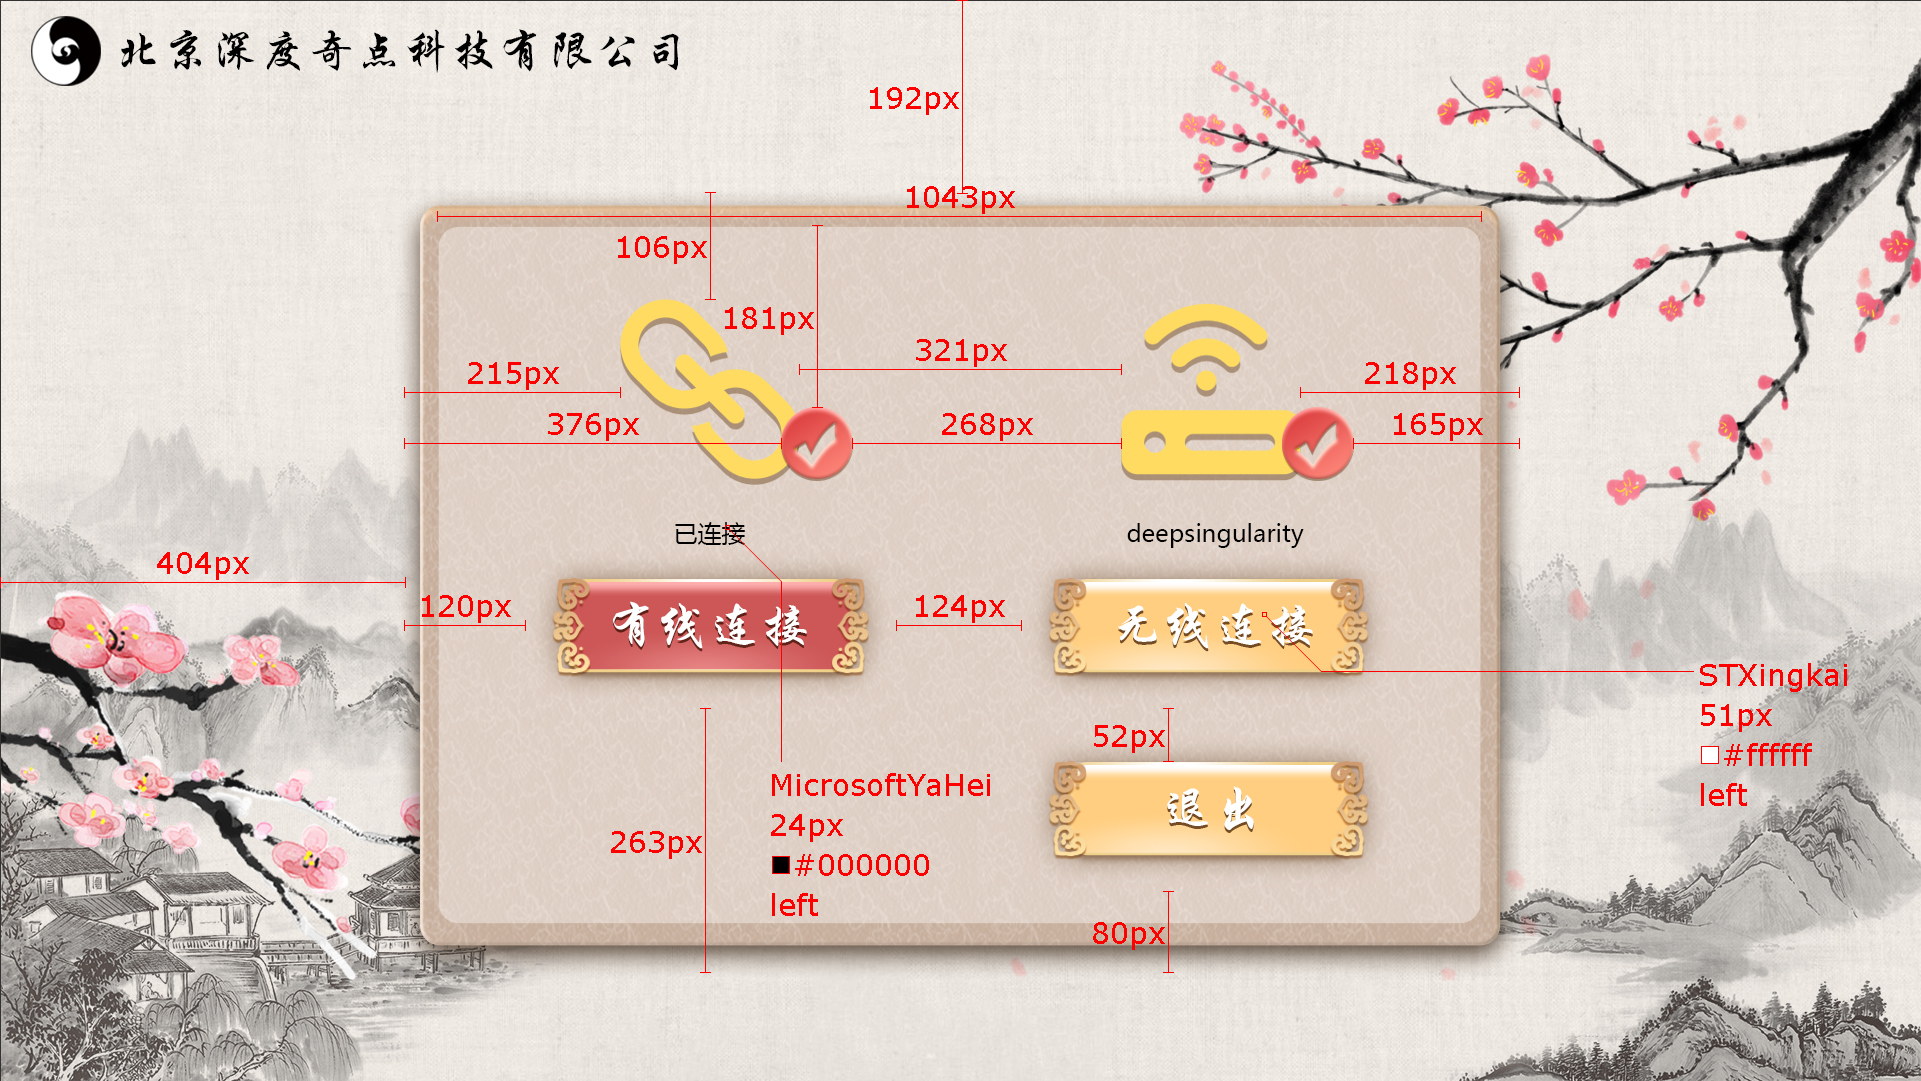 北京深度奇点科技有限公司
192px
1043px
106px
181px
321px
215px
218px
376px
268px
165px
已连接
deepsingularity
404px
120px
有线连接
124px
无线连接
STXingkai
51px
#ffffff
left
52px
MicrosoftYaHei
24px
#000000
left
263px
退出
80px